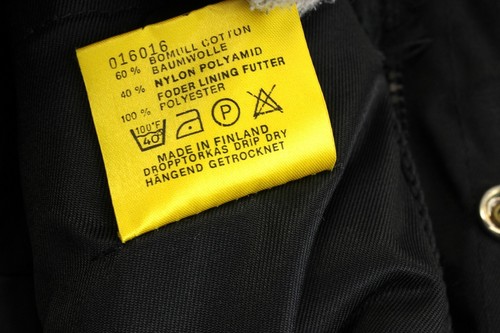 016016
60 % BOMULL COTTON
BAUMWOLLE
40 % NYLON POLYAMID
FODER LINING FUTTER
100 % POLYESTER
100°F
40° P
MADE IN FINLAND
DROPPTORKAS DRIP DRY
HÄNGEND GETROCKNET